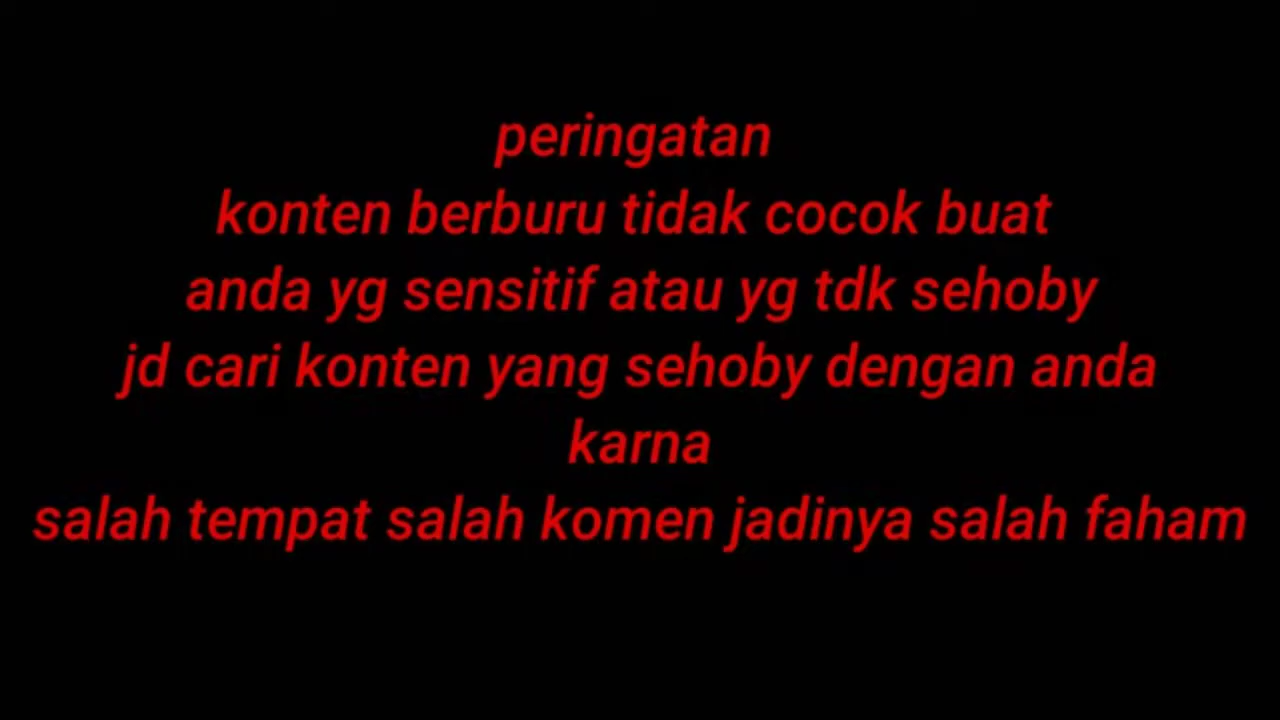 peringatan
konten berburu tidak cocok buat
anda yg sensitif atau yg tdk sehoby
jd cari konten yang sehoby dengan anda
karna
salah tempat salah komen jadinya salah faham